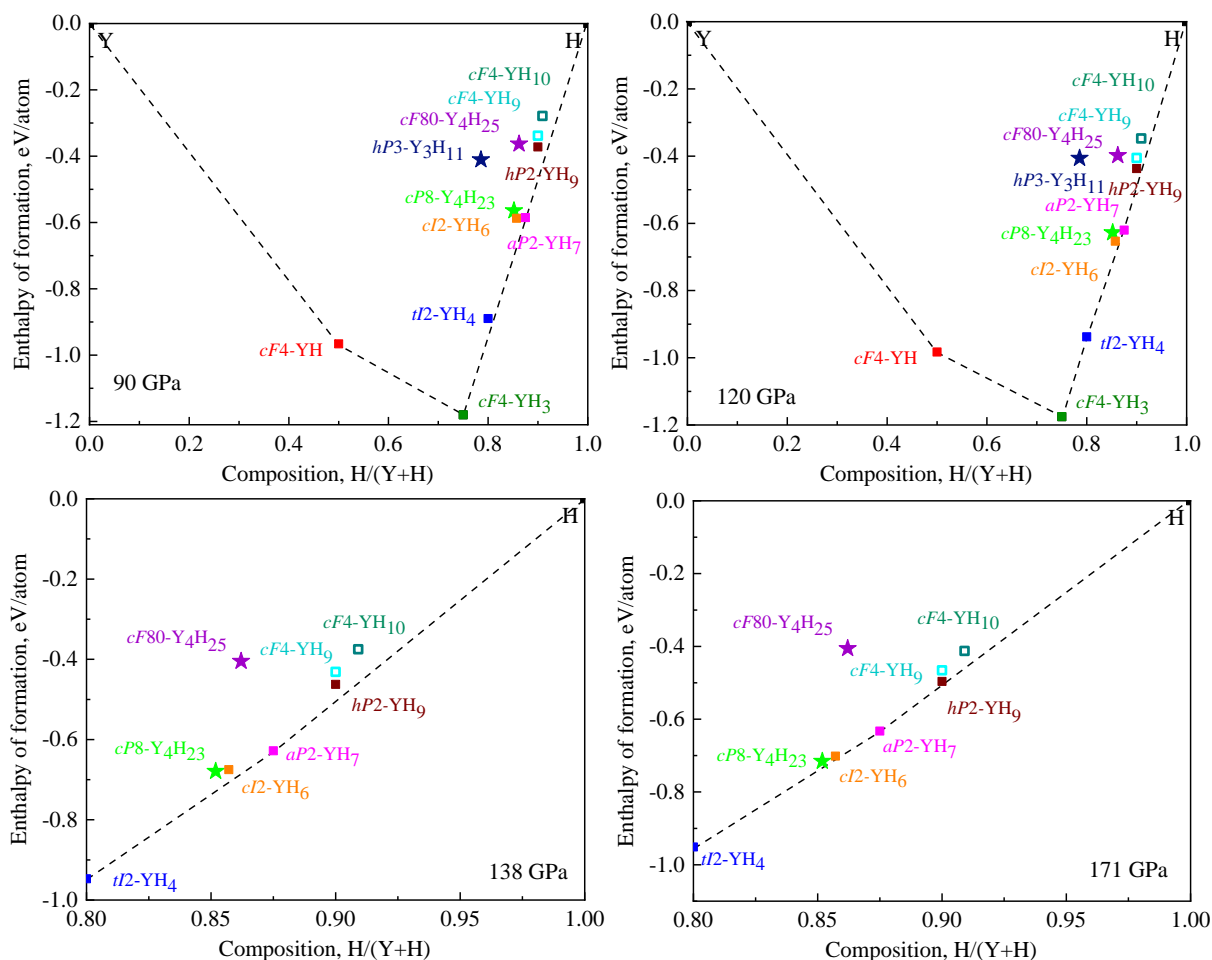 0.0
-0.2
-0.4
-0.6
-0.8
-1.0
-1.2
Enthalpy of formation, eV/atom
Y
H
cF4-YH10
cF4-YH9
cF80-Y4H25
hP3-Y3H11
hP2-YH9
cP8-Y4H23
cI2-YH6
aP2-YH7
tI2-YH4
cF4-YH
90 GPa
cF4-YH3
0.0 0.2 0.4 0.6 0.8 1.0
Composition, H/(Y+H)
0.0
-0.2
-0.4
-0.6
-0.8
-1.0
-1.2
Enthalpy of formation, eV/atom
Y
H
cF4-YH10
cF4-YH9
cF80-Y4H25
hP3-Y3H11
hP2-YH9
aP2-YH7
cP8-Y4H23
cI2-YH6
tI2-YH4
cF4-YH
120 GPa
cF4-YH3
0.0 0.2 0.4 0.6 0.8 1.0
Composition, H/(Y+H)
0.0
-0.2
-0.4
-0.6
-0.8
-1.0
Enthalpy of formation, eV/atom
H
cF4-YH10
cF80-Y4H25
cF4-YH9
hP2-YH9
cP8-Y4H23
aP2-YH7
cI2-YH6
tI2-YH4
138 GPa
0.80 0.85 0.90 0.95 1.00
Composition, H/(Y+H)
0.0
-0.2
-0.4
-0.6
-0.8
-1.0
Enthalpy of formation, eV/atom
H
cF4-YH10
cF80-Y4H25
cF4-YH9
hP2-YH9
aP2-YH7
cP8-Y4H23
cI2-YH6
tI2-YH4
171 GPa
0.80 0.85 0.90 0.95 1.00
Composition, H/(Y+H)